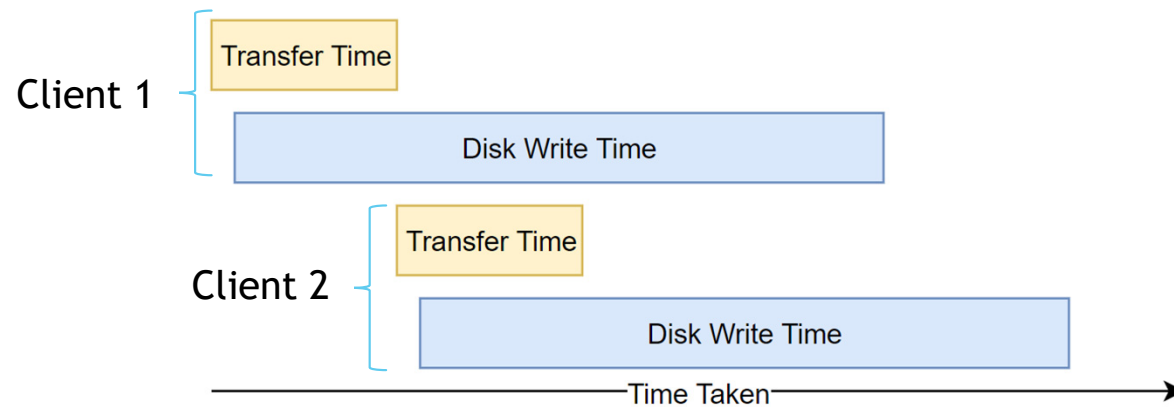 Transfer Time
Client 1
Disk Write Time
Transfer Time
Client 2
Disk Write Time
Time Taken